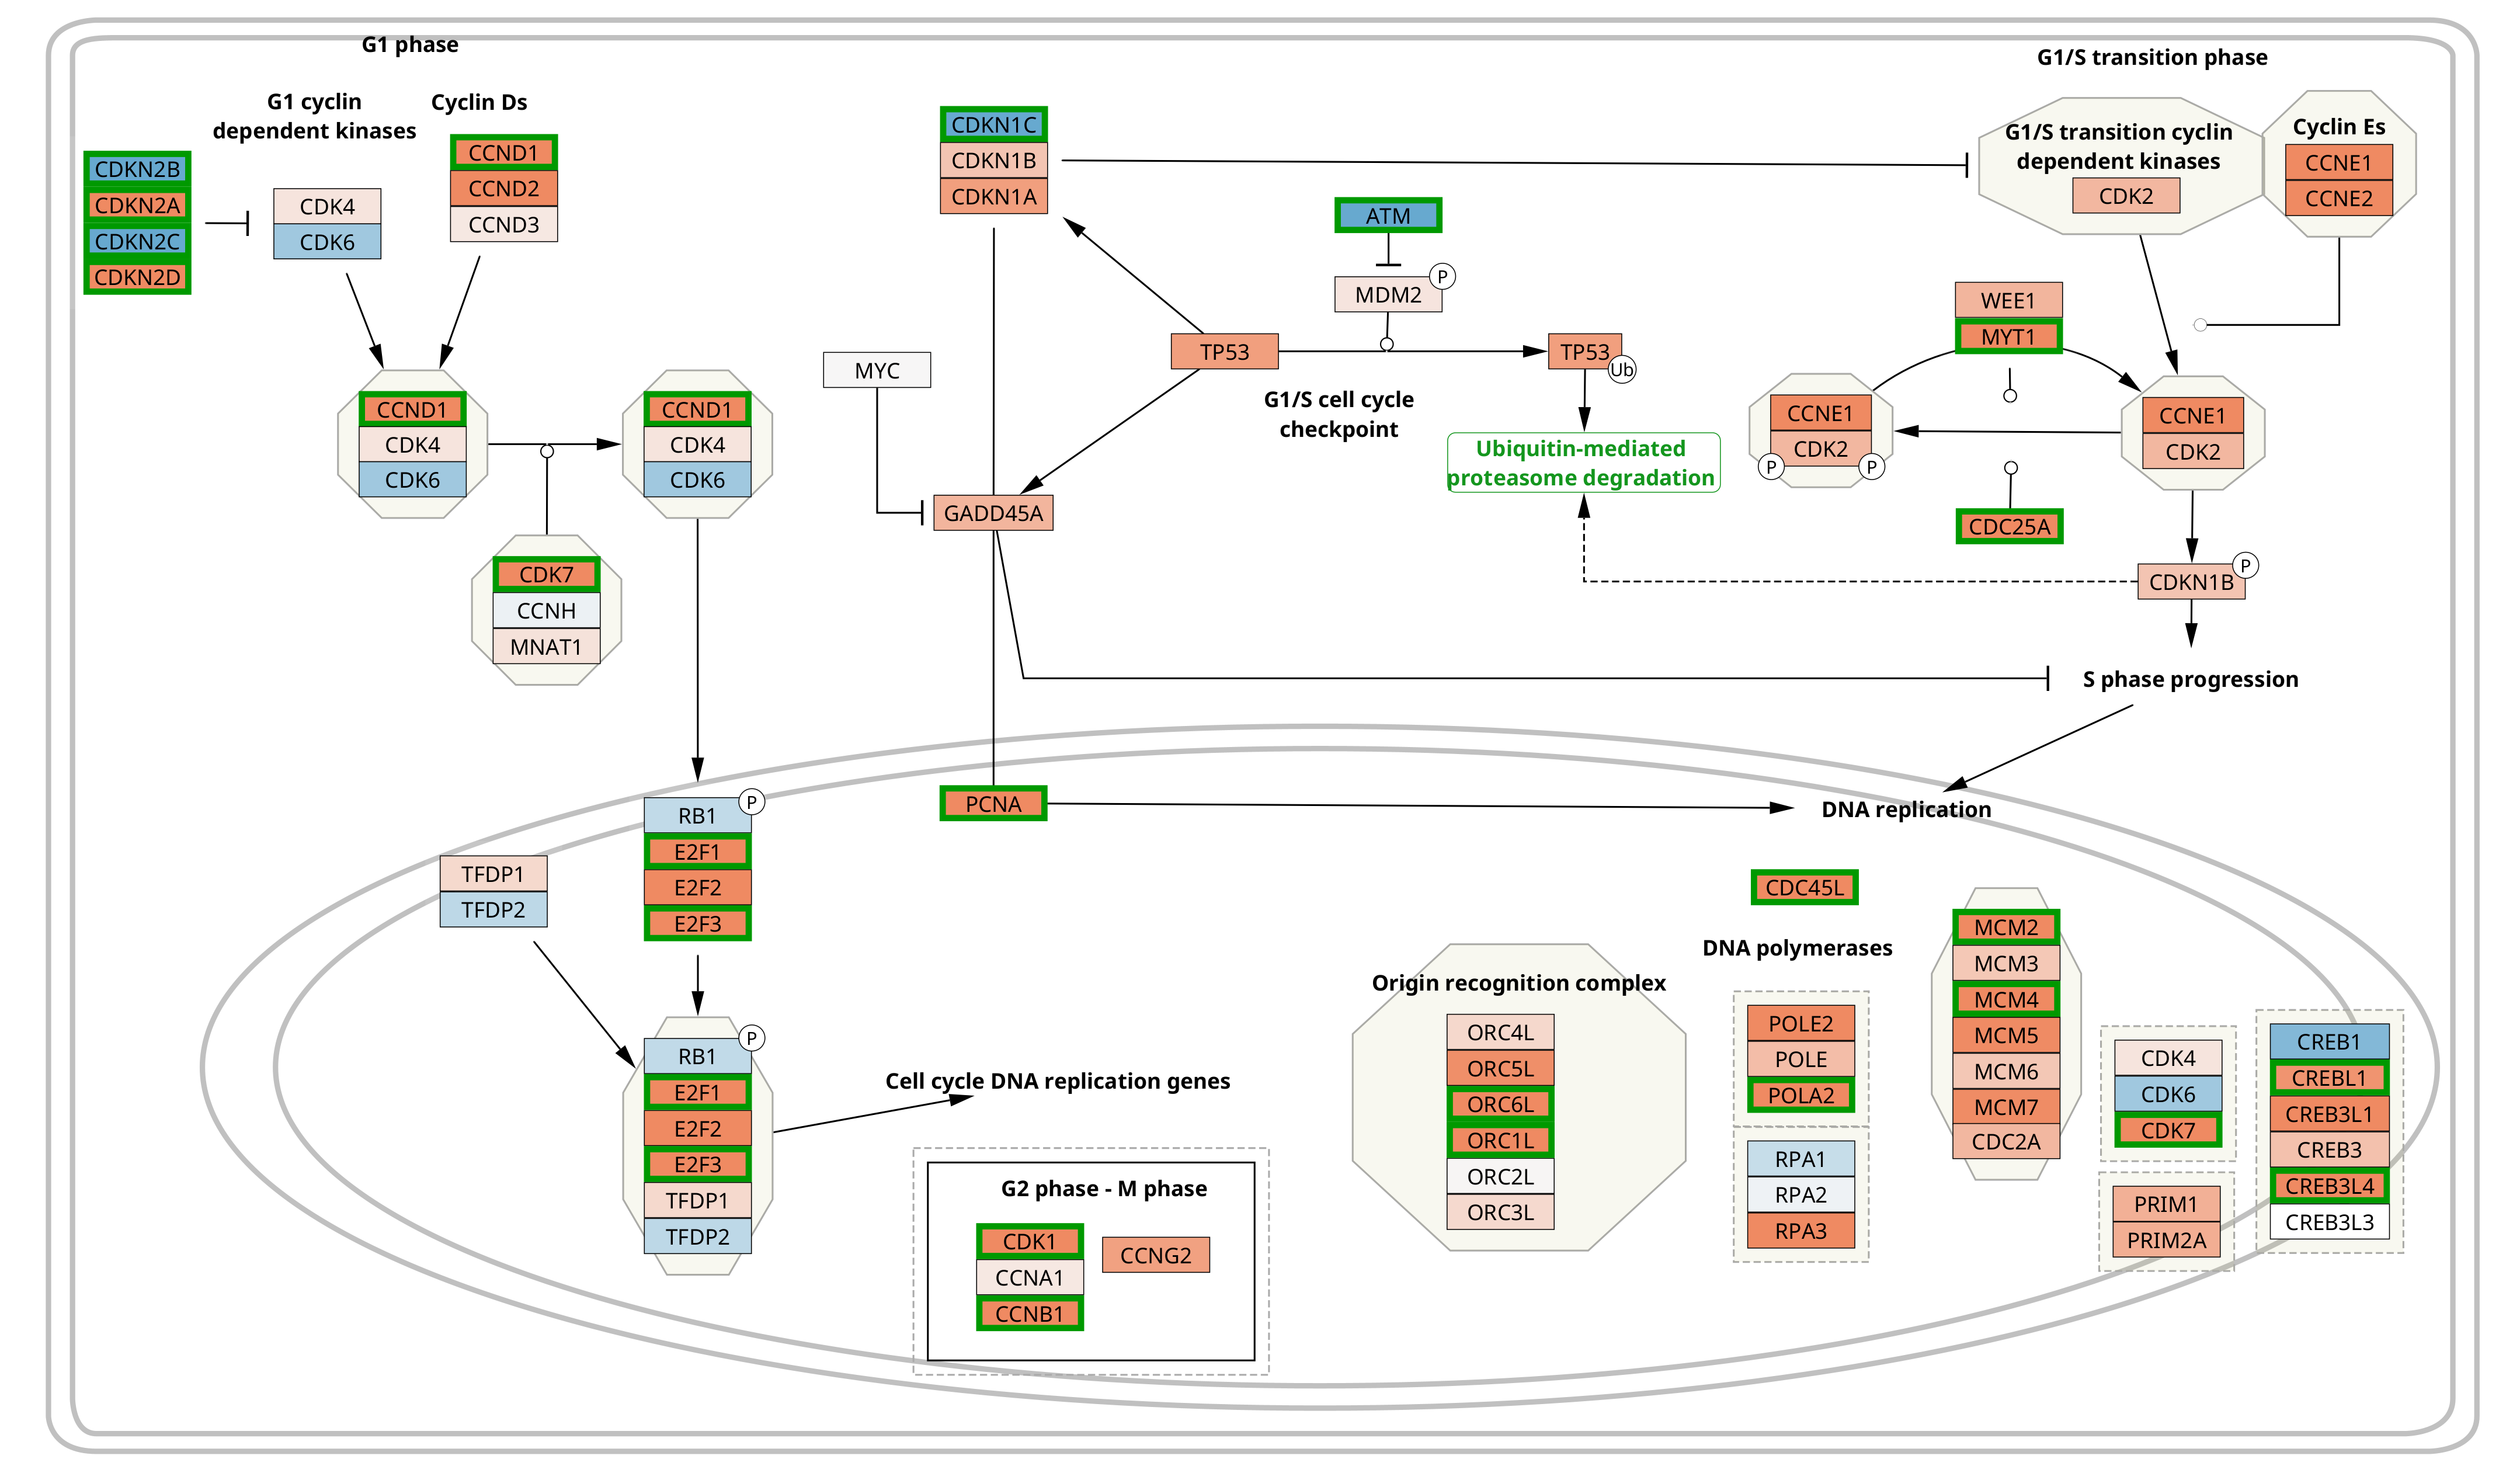 G1 phase
G1/S transition phase
G1 cyclin
dependent kinases
Cyclin Ds
CDKN2B
CDKN2A
CDKN2C
CDKN2D
CDK4
CDK6
CCND1
CCND2
CCND3
CDKN1C
CDKN1B
CDKN1A
ATM
MDM2
P
G1/S transition cyclin
dependent kinases
CDK2
Cyclin Es
CCNE1
CCNE2
MYC
TP53
TP53
Ub
G1/S cell cycle
checkpoint
WEE1
MYT1
CCND1
CDK4
CDK6
CCND1
CDK4
CDK6
CDK7
CCNH
MNAT1
GADD45A
Ubiquitin-mediated
proteasome degradation
CCNE1
CDK2
P
P
CCNE1
CDK2
CDC25A
CDKN1B
P
S phase progression
RB1
P
E2F1
E2F2
E2F3
PCNA
DNA replication
TFDP1
TFDP2
RB1
P
E2F1
E2F2
E2F3
TFDP1
TFDP2
Cell cycle DNA replication genes
G2 phase - M phase
CDK1
CCNA1
CCNB1
CCNG2
Origin recognition complex
ORC4L
ORC5L
ORC6L
ORC1L
ORC2L
ORC3L
CDC45L
DNA polymerases
POLE2
POLE
POLA2
RPA1
RPA2
RPA3
MCM2
MCM3
MCM4
MCM5
MCM6
MCM7
CDC2A
CDK4
CDK6
CDK7
PRIM1
PRIM2A
CREB1
CREBL1
CREB3L1
CREB3
CREB3L4
CREB3L3